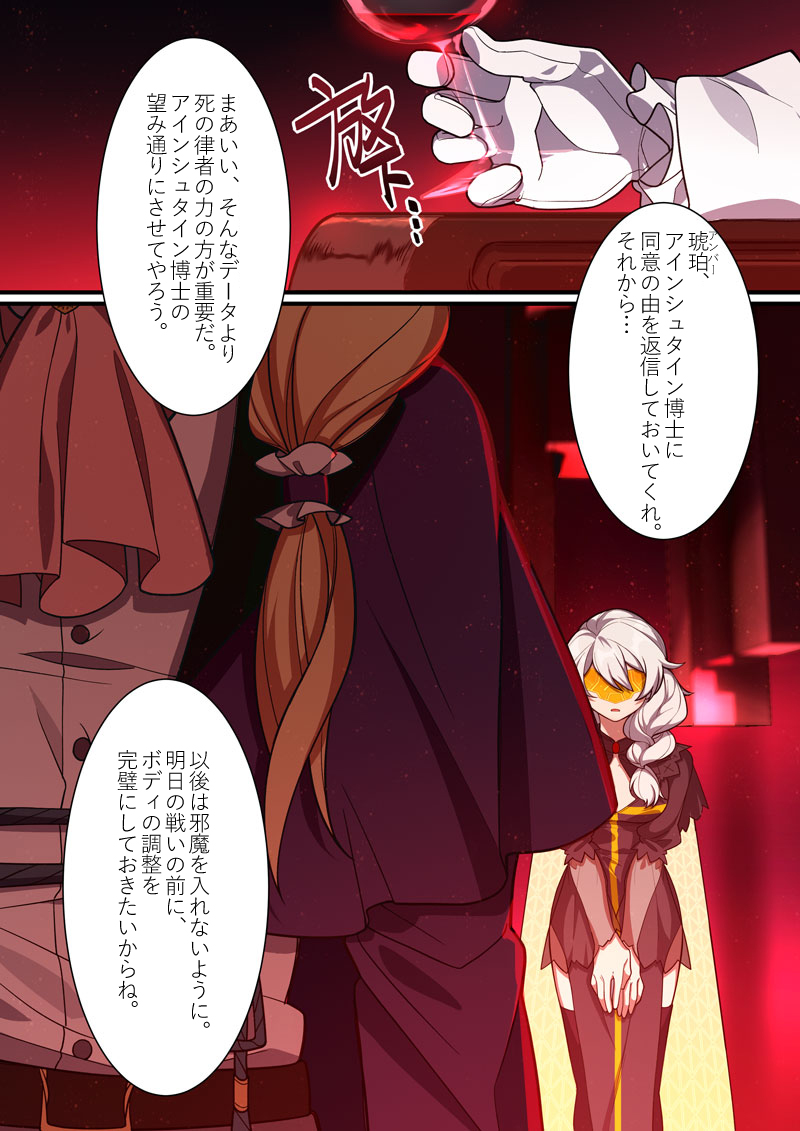 まあいい、そんなデータより
死の律者の力の方が重要だ。
アインシュタイン博士の
望み通りにさせてやろう。
琥珀、
アンバー
アインシュタイン博士に
同意の由を返信しておいてくれ。
それから…
以後は邪魔を入れないように。
明日の戦いの前に、
ボディの調整を
完璧にしておきたいからね。